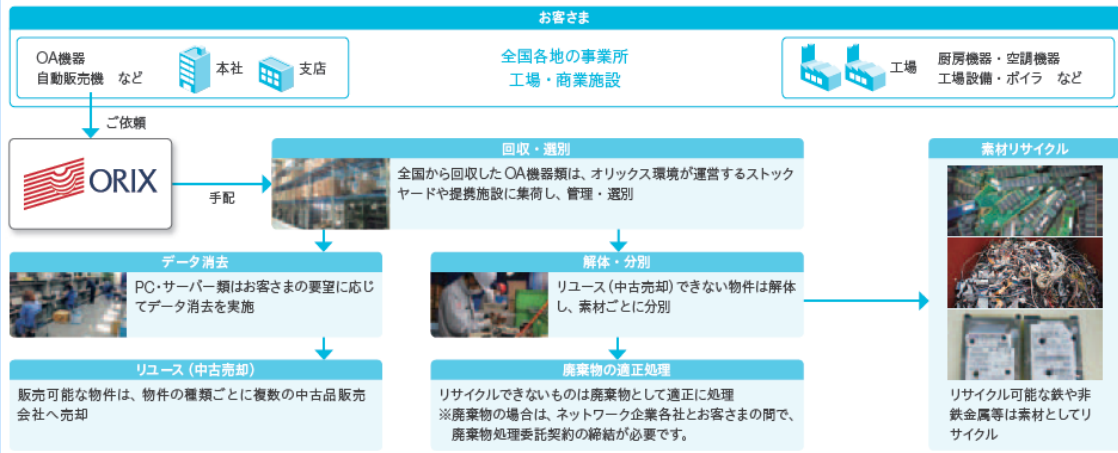 お客さま
OA機器
自動販売機　など
本社
支店
全国各地の事業所
工場・商業施設
工場
厨房機器・空調機器
工場設備・ボイラ　など
ご依頼
ORIX
手配
回収・選別
全国から回収したOA機器類は、オリックス環境が運営するストック
ヤードや提携施設に集荷し、管理・選別
データ消去
PC・サーバー類はお客さまの要望に応じ
てデータ消去を実施
リユース（中古売却）
販売可能な物件は、物件の種類ごとに複数の中古品販売
会社へ売却
解体・分別
リユース（中古売却）できない物件は解体
し、素材ごとに分別
廃棄物の適正処理
リサイクルできないものは廃棄物として適正に処理
※廃棄物の場合は、ネットワーク企業各社とお客さまの間で、
廃棄物処理委託契約の締結が必要です。
素材リサイクル
リサイクル可能な鉄や非
鉄金属等は素材としてリ
サイクル